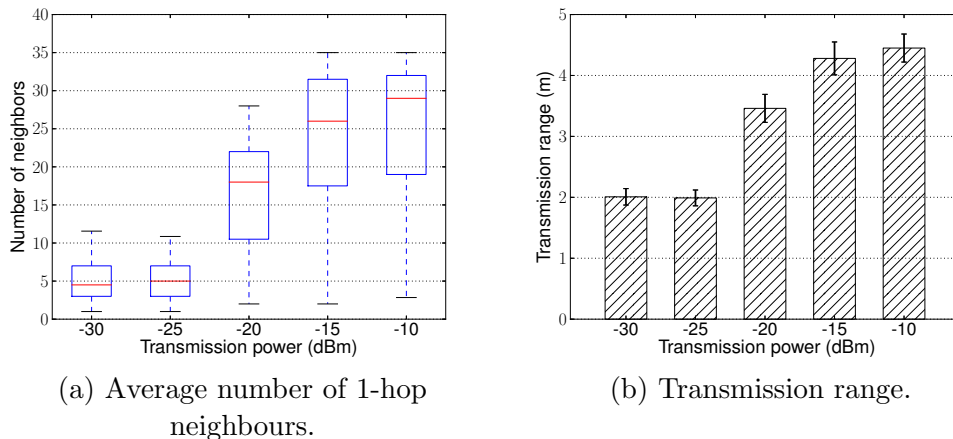 40
35
30
25
20
15
10
5
0
Number of neighbors
-30 -25 -20 -15 -10
Transmission power (dBm)
(a) Average number of 1-hop
neighbours.
5
4
3
2
1
0
Transmission range (m)
-30 -25 -20 -15 -10
Transmission power (dBm)
(b) Transmission range.